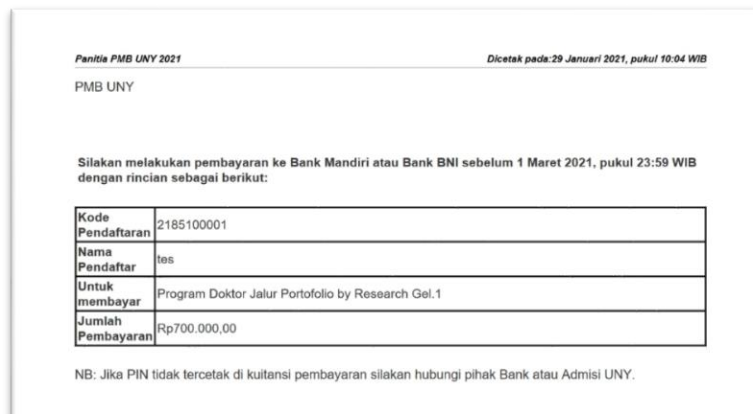 Panitia PMB UNY 2021 Dicetak pada:29 Januari 2021, pukul 10:04 WIB
PMB UNY
Silakan melakukan pembayaran ke Bank Mandiri atau Bank BNI sebelum 1 Maret 2021, pukul 23:59 WIB
dengan rincian sebagai berikut:
Kode
Pendaftaran 2185100001
Nama
Pendaftar tes
Untuk
membayar Program Doktor Jalur Portofolio by Research Gel.1
Jumlah
Pembayaran Rp700.000,00
NB: Jika PIN tidak tercetak di kuitansi pembayaran silakan hubungi pihak Bank atau Admisi UNY.